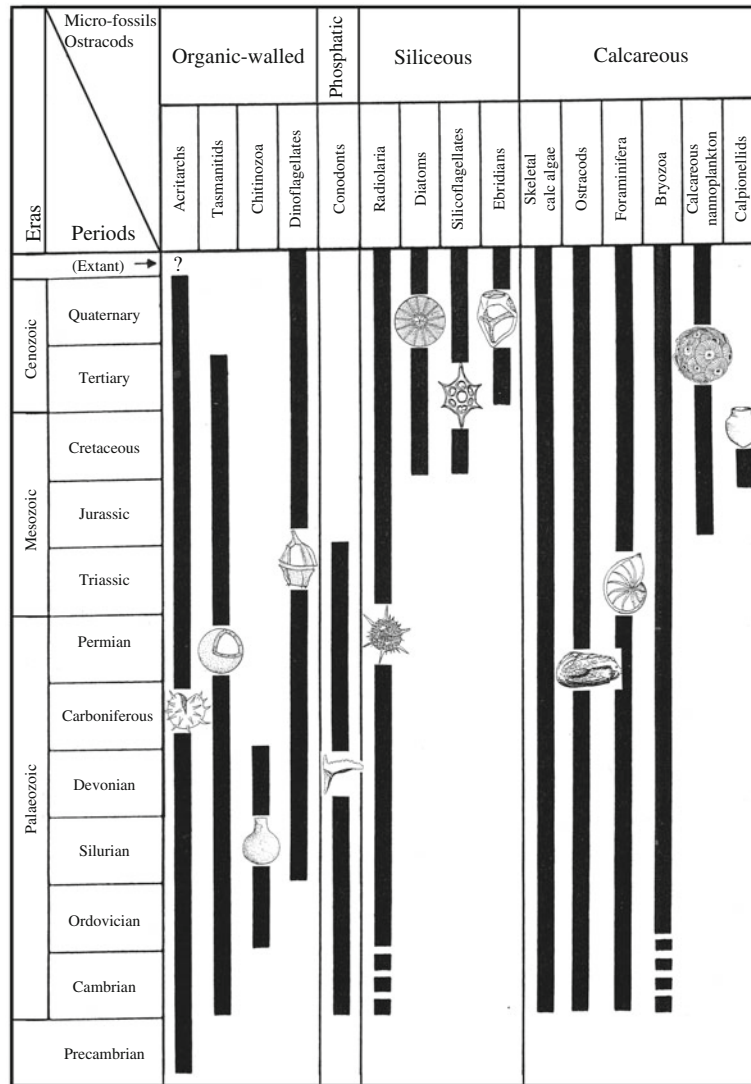 Micro-fossils
Ostracods
Organic-walled
Phosphatic
Siliceous
Calcareous
Eras
Periods
Acritarchs
Tasmanitids
Chitinozoa
Dinoflagellates
Conodonts
Radiolaria
Diatoms
Silicoflagellates
Ebridians
Skeletal
calc algae
Ostracods
Foraminifera
Bryozoa
Calcareous
nannoplankton
Calpionellids
(Extant) →
?
Cenozoic
Quaternary
Tertiary
Mesozoic
Cretaceous
Jurassic
Triassic
Palaeozoic
Permian
Carboniferous
Devonian
Silurian
Ordovician
Cambrian
Precambrian